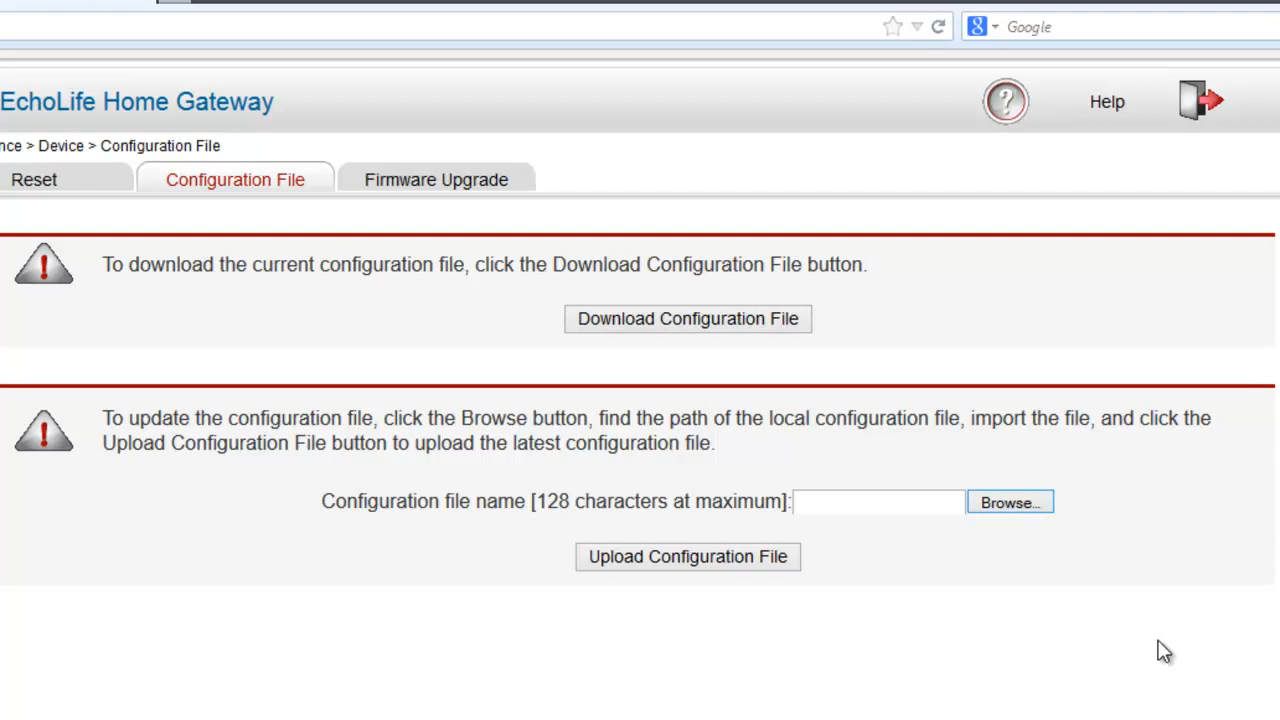 8 Google
EchoLife Home Gateway
? Help
nce > Device > Configuration File
Reset Configuration File Firmware Upgrade
To download the current configuration file, click the Download Configuration File button.
Download Configuration File
To update the configuration file, click the Browse button, find the path of the local configuration file, import the file, and click the
Upload Configuration File button to upload the latest configuration file.
Configuration file name [128 characters at maximum]: Browse...
Upload Configuration File